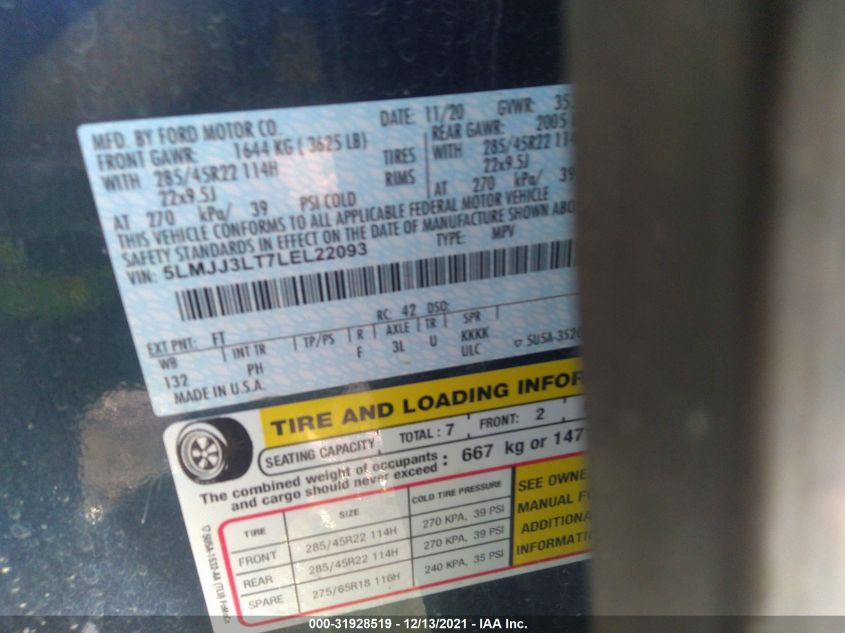 MFD. BY FORD MOTOR CO.
DATE: 11/20 GVWR: 353
FRONT GAWR: 1644 KG ( 3625 LB) REAR GAWR: 2005
WITH 285/45R22 114H TIRES WITH 285/45R22 114
22x9.5J RIMS 22x9.5J
AT 270 kPa/ 39 PSI COLD AT 270 kPa/ 39
THIS VEHICLE CONFORMS TO ALL APPLICABLE FEDERAL MOTOR VEHICLE
SAFETY STANDARDS IN EFFECT ON THE DATE OF MANUFACTURE SHOWN ABO
VIN: 5LMJJ3LT7LEL22093 TYPE: MPV
RC: 42 DSO:
EXT PNT: FT
WB INT TR TP/PS R AXLE TR SPR
132 PH F 3L U KKKK
ULC
MADE IN U.S.A.
TIRE AND LOADING INFOR
SEATING CAPACITY TOTAL : 7 FRONT: 2
The combined weight of occupants : 667 kg or 147
and cargo should never exceed
TIRE SIZE COLD TIRE PRESSURE
FRONT 285/45R22 114H 270 KPA, 39 PSI
REAR 285/45R22 114H 270 KPA, 39 PSI
SPARE 275/65R18 116H 240 KPA, 35 PSI
SEE OWNE
MANUAL FO
ADDITIONA
INFORMATI
000-31928519 - 12/13/2021 - IAA Inc.